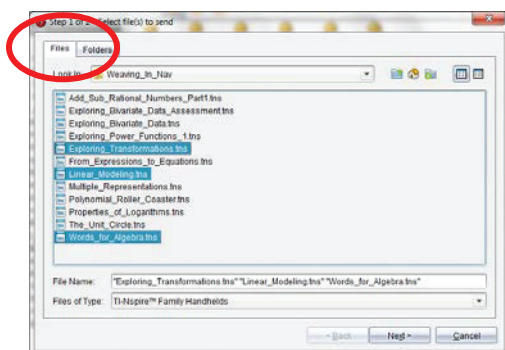 Step 1 of 2 - Select file(s) to send
Files Folders
Look In: Weaving_In_Nav
Add_Sub_Rational_Numbers_Part1.tns
Exploring_Bivariate_Data_Assessment.tns
Exploring_Bivariate_Data.tns
Exploring_Power_Functions_1.tns
Exploring_Transformations.tns
From_Expressions_to_Equations.tns
Linear_Modeling.tns
Multiple_Representations.tns
Polynomial_Roller_Coaster.tns
Properties_of_Logarithms.tns
The_Unit_Circle.tns
Words_for_Algebra.tns
File Name: "Exploring_Transformations.tns" "Linear_Modeling.tns" "Words_for_Algebra.tns"
Files of Type: TI-Nspire™ Family Handhelds
< Back Next > Cancel